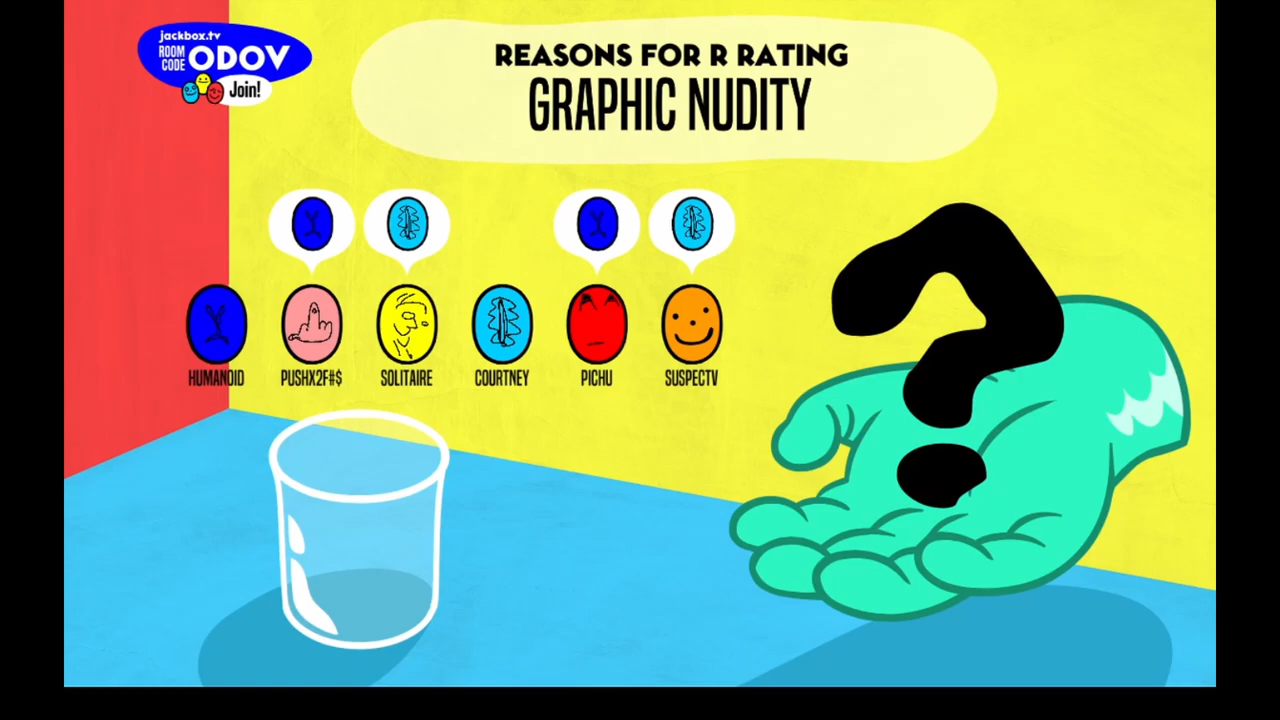 jackbox.tv
ROOM CODE ODOV
Join!
REASONS FOR R RATING
GRAPHIC NUDITY
HUMANOID
PUSHX2F#$
SOLITAIRE
COURTNEY
PICHU
SUSPECTV
?